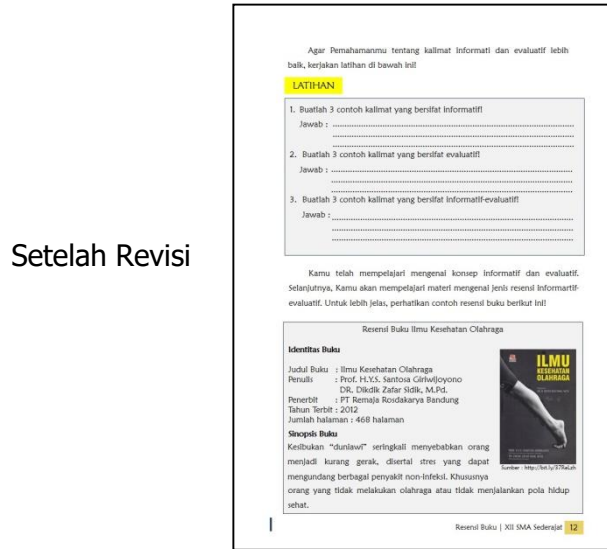 Setelah Revisi
Agar Pemahamanmu tentang kalimat informati dan evaluatif lebih
baik, kerjakan latihan di bawah ini!
LATIHAN
1. Buatlah 3 contoh kalimat yang bersifat informatif!
Jawab :
2. Buatlah 3 contoh kalimat yang bersifat evaluatif!
Jawab :
3. Buatlah 3 contoh kalimat yang bersifat informatif-evaluatif!
Jawab :
Kamu telah mempelajari mengenai konsep informatif dan evaluatif.
Selanjutnya, Kamu akan mempelajari materi mengenai jenis resensi informartif-
evaluatif. Untuk lebih jelas, perhatikan contoh resensi buku berikut ini!
Resensi Buku Ilmu Kesehatan Olahraga
Identitas Buku
Judul Buku : Ilmu Kesehatan Olahraga
Penulis : Prof. H.Y.S. Santosa Giriwijoyono
DR. Dikdik Zafar Sidik, M.Pd.
Penerbit : PT Remaja Rosdakarya Bandung
Tahun Terbit : 2012
Jumlah halaman : 468 halaman
ILMU
KESEHATAN
OLAHRAGA
Sinopsis Buku
Kesibukan "duniawi" seringkali menyebabkan orang
menjadi kurang gerak, disertai stres yang dapat
mengundang berbagai penyakit non-infeksi. Khususnya
orang yang tidak melakukan olahraga atau tidak menjalankan pola hidup
sehat.
Resensi Buku | XII SMA Sederajat 12